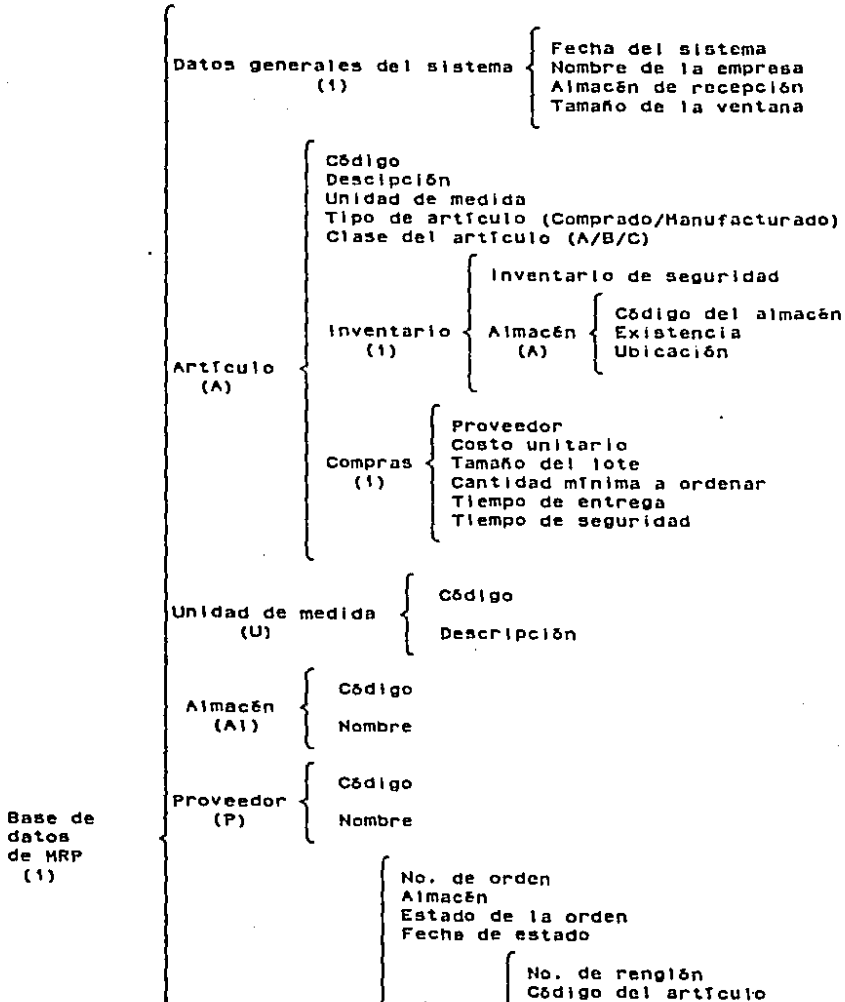 Datos generales del sistema
(1)
Fecha del sistema
Nombre de la empresa
Almacén de recepción
Tamaño de la ventana
Artículo
(A)
Código
Descipción
Unidad de medida
Tipo de artículo (Comprado/Manufacturado)
Clase del artículo (A/B/C)
Inventario
(1)
Inventario de seguridad
Almacén
(A)
Código del almacén
Existencia
Ubicación
Compras
(1)
Proveedor
Costo unitario
Tamaño del lote
Cantidad mínima a ordenar
Tiempo de entrega
Tiempo de seguridad
Unidad de medida
(U)
Código
Descripción
Almacén
(Al)
Código
Nombre
Proveedor
(P)
Código
Nombre
Base de
datos
de MRP
(1)
No. de orden
Almacén
Estado de la orden
Fecha de estado
No. de renglón
Código del artículo